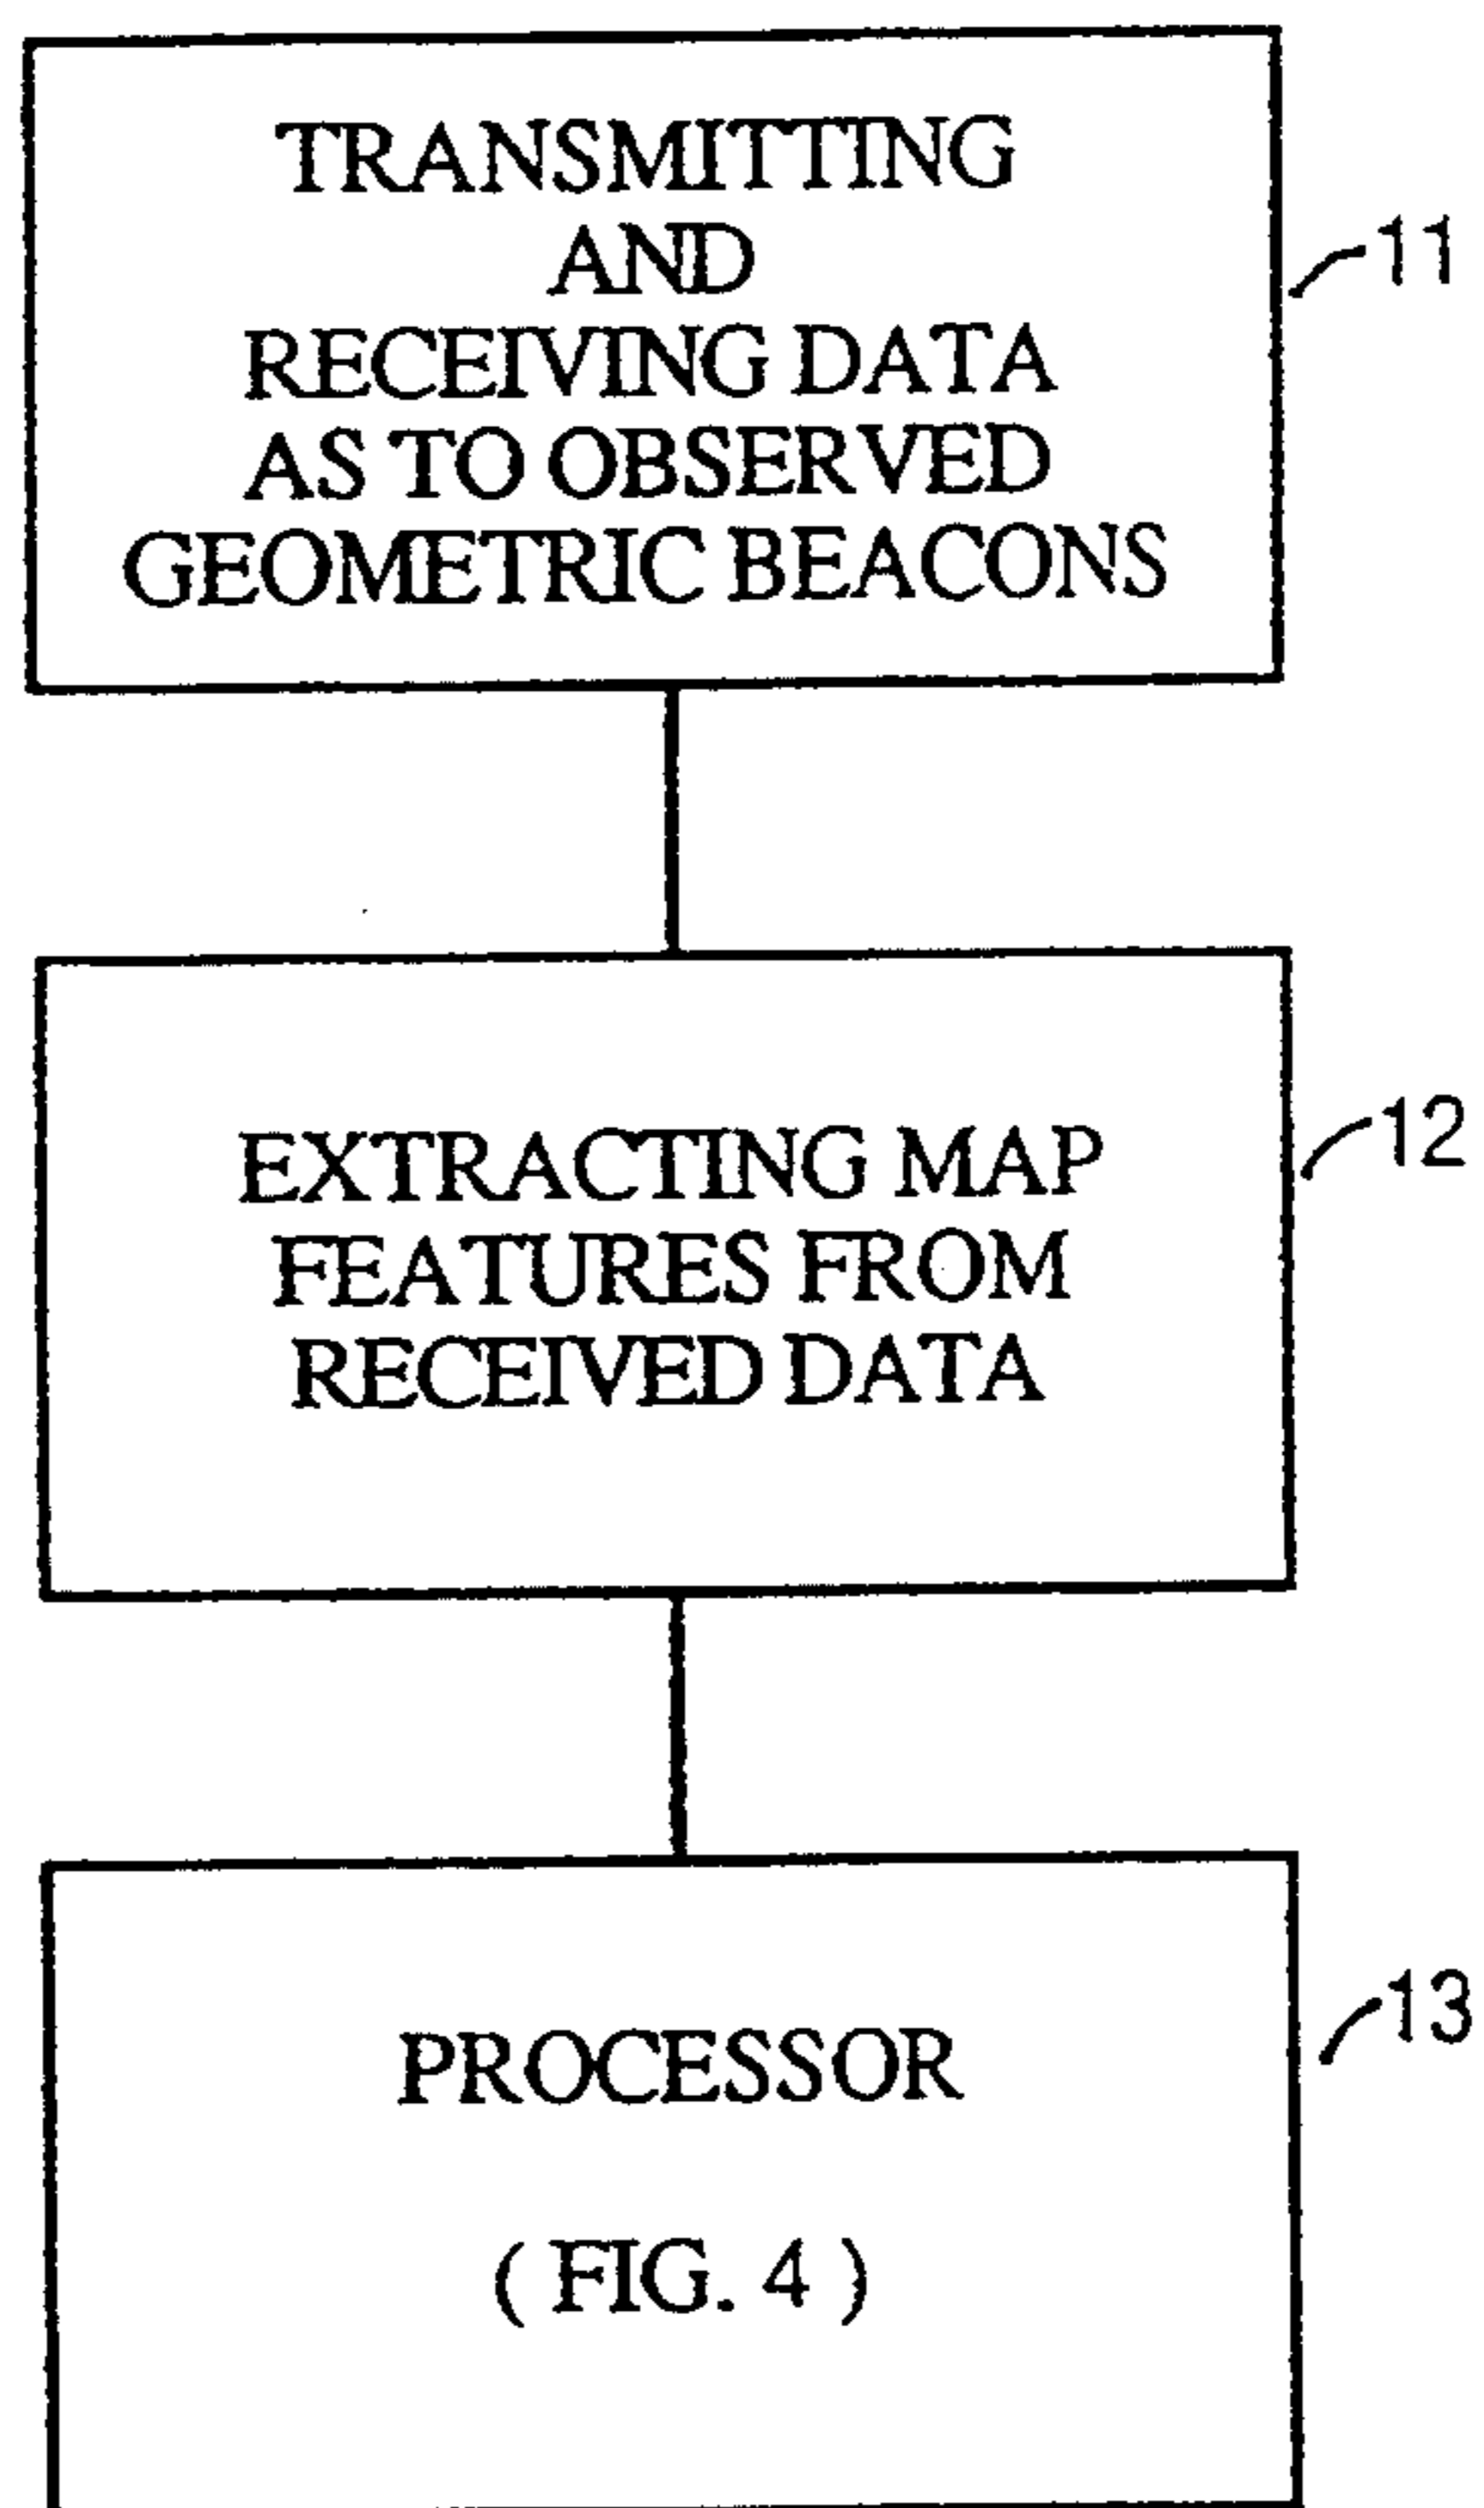 TRANSMITTING
AND
RECEIVING DATA
AS TO OBSERVED
GEOMETRIC BEACONS
11
EXTRACTING MAP
FEATURES FROM
RECEIVED DATA
12
PROCESSOR
( FIG. 4 )
13